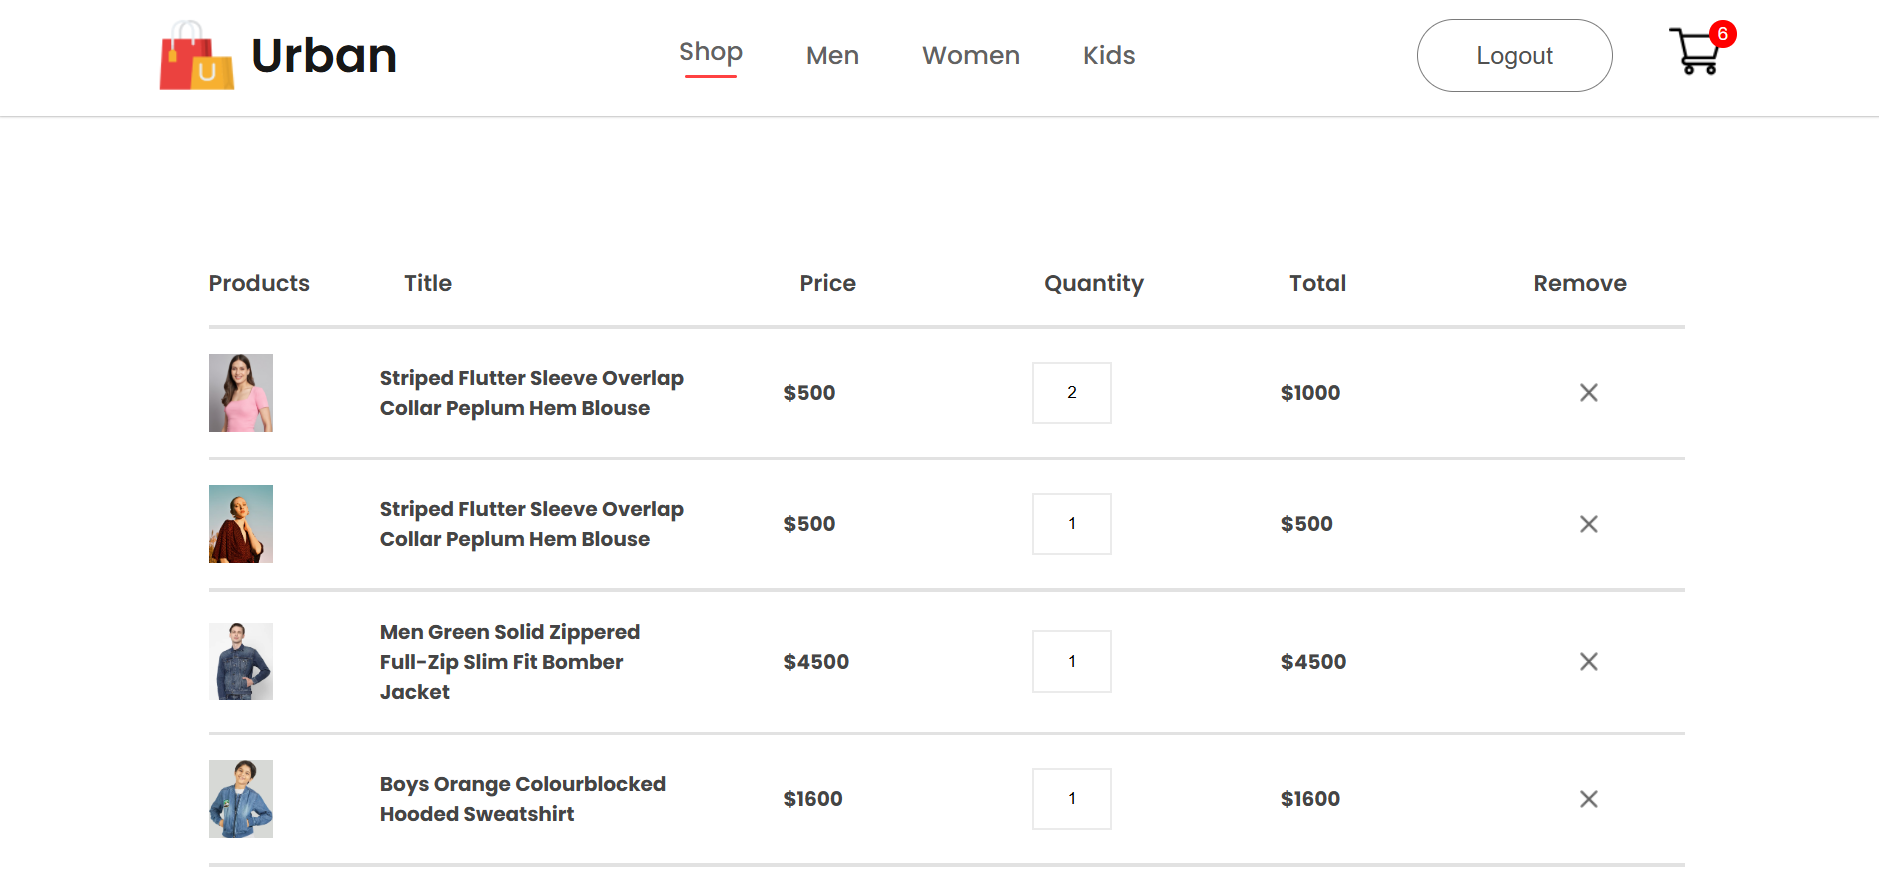 U
Urban
Shop Men Women Kids
Logout
6
Products Title Price Quantity Total Remove
Striped Flutter Sleeve Overlap
Collar Peplum Hem Blouse
$500 2 $1000
Striped Flutter Sleeve Overlap
Collar Peplum Hem Blouse
$500 1 $500
Men Green Solid Zippered
Full-Zip Slim Fit Bomber
Jacket
$4500 1 $4500
Boys Orange Colourblocked
Hooded Sweatshirt
$1600 1 $1600